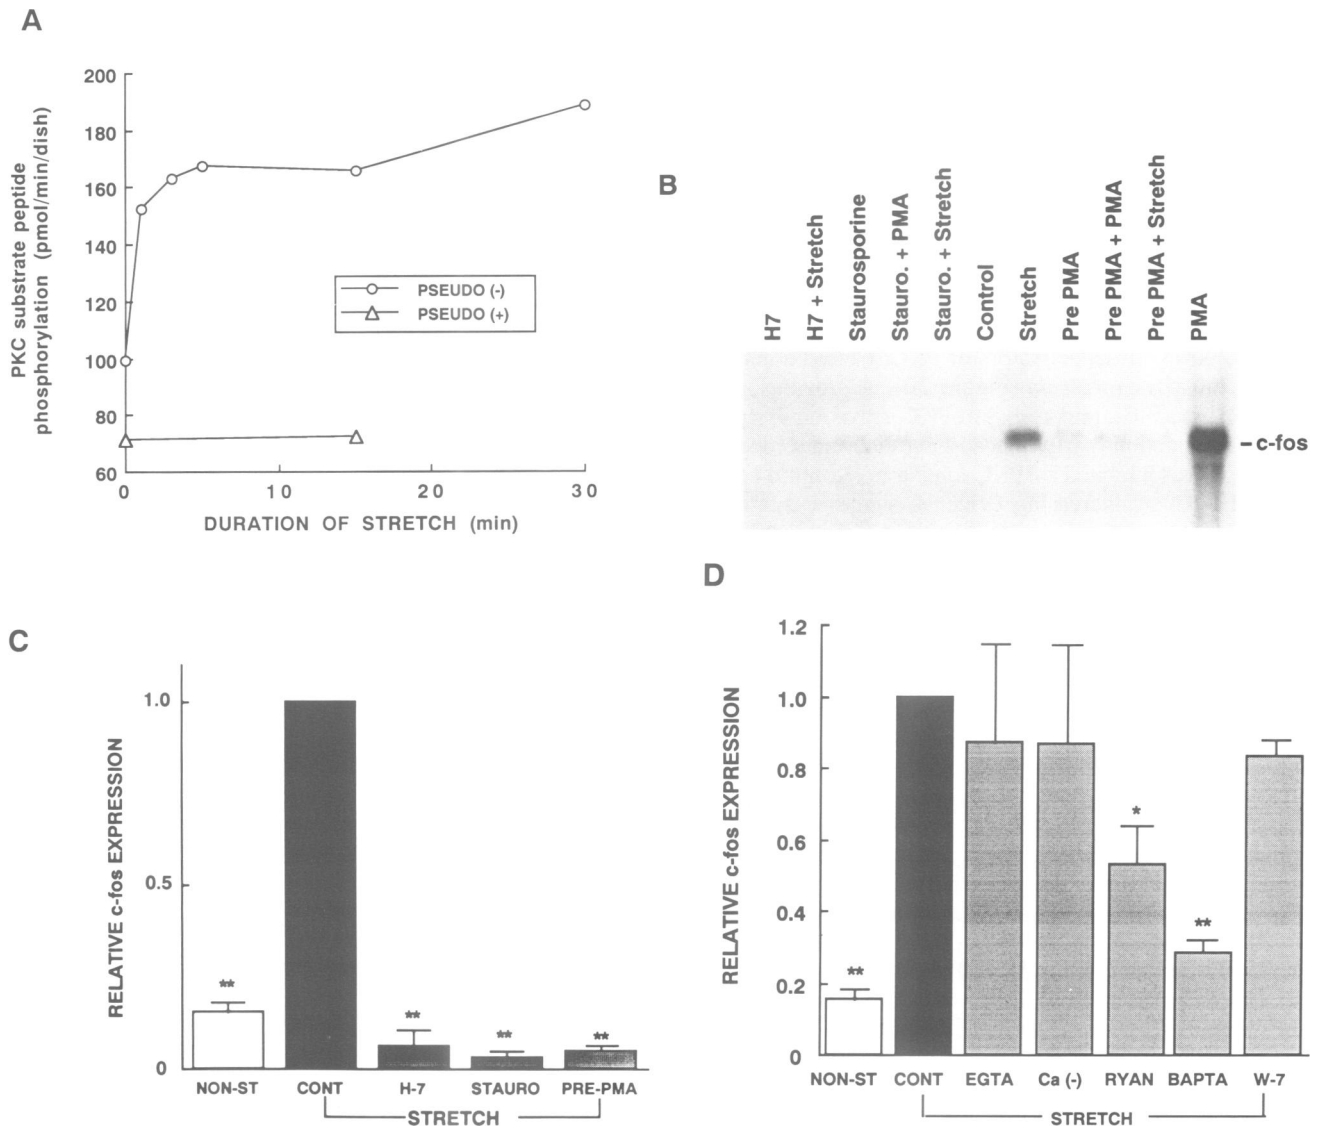 A
PKC substrate peptide
phosphorylation (pmol/min/dish)
200
180
160
140
120
100
80
60
0
10
20
30
DURATION OF STRETCH (min)
PSEUDO (-)
PSEUDO (+)
B
H7
H7 + Stretch
Staurosporine
Stauro. + PMA
Stauro. + Stretch
Control
Stretch
Pre PMA
Pre PMA + PMA
Pre PMA + Stretch
PMA
c-fos
C
RELATIVE c-fos EXPRESSION
1.0
0.5
0
**
**
**
**
NON-ST
CONT
H-7
STAURO
PRE-PMA
STRETCH
D
RELATIVE c-fos EXPRESSION
1.2
1.0
0.8
0.6
0.4
0.2
0
**
*
**
NON-ST
CONT
EGTA
Ca (-)
RYAN
BAPTA
W-7
STRETCH